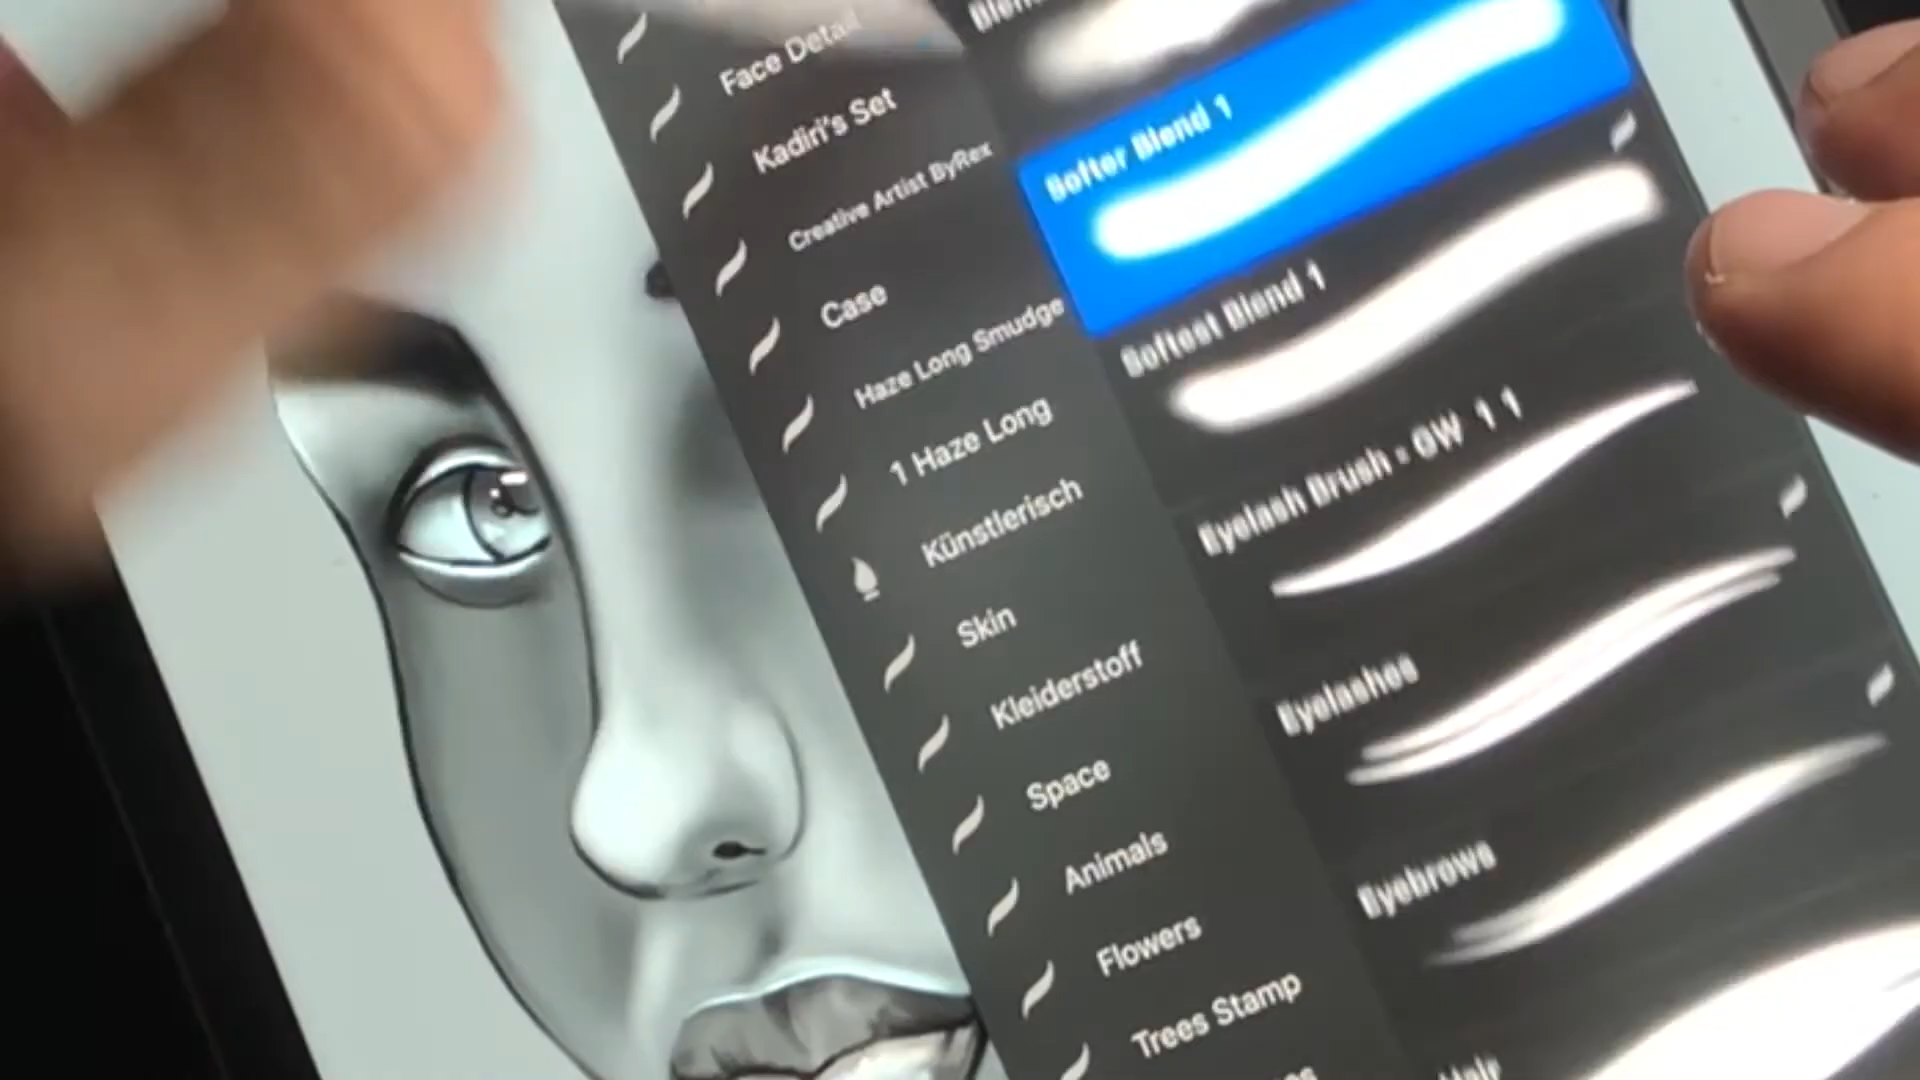 Face Detail
Kadiri's Set
Creative Artist ByRex
Case
Haze Long Smudge
1 Haze Long
Künstlerisch
Skin
Kleiderstoff
Space
Animals
Flowers
Trees Stamp
Softer Blend 1
Softest Blend 1
Eyelash Brush - GW 1 1
Eyelashes
Eyebrows